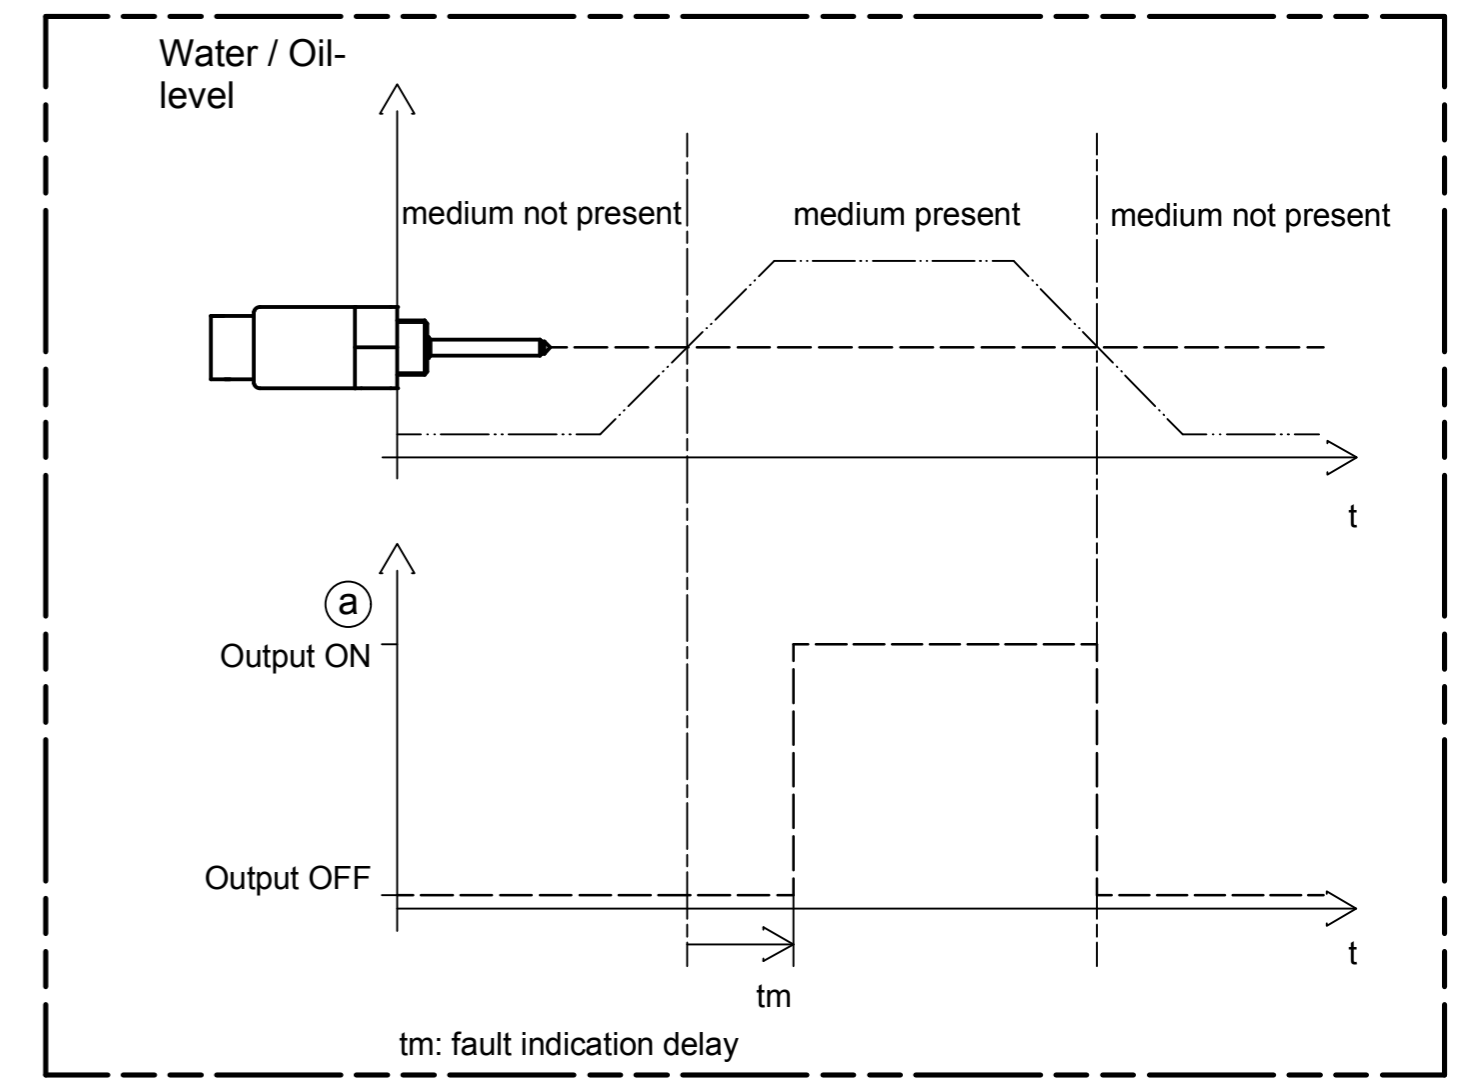 Water / Oil-
level
medium not present
medium present
medium not present
t
a
Output ON
Output OFF
t
tm
tm: fault indication delay